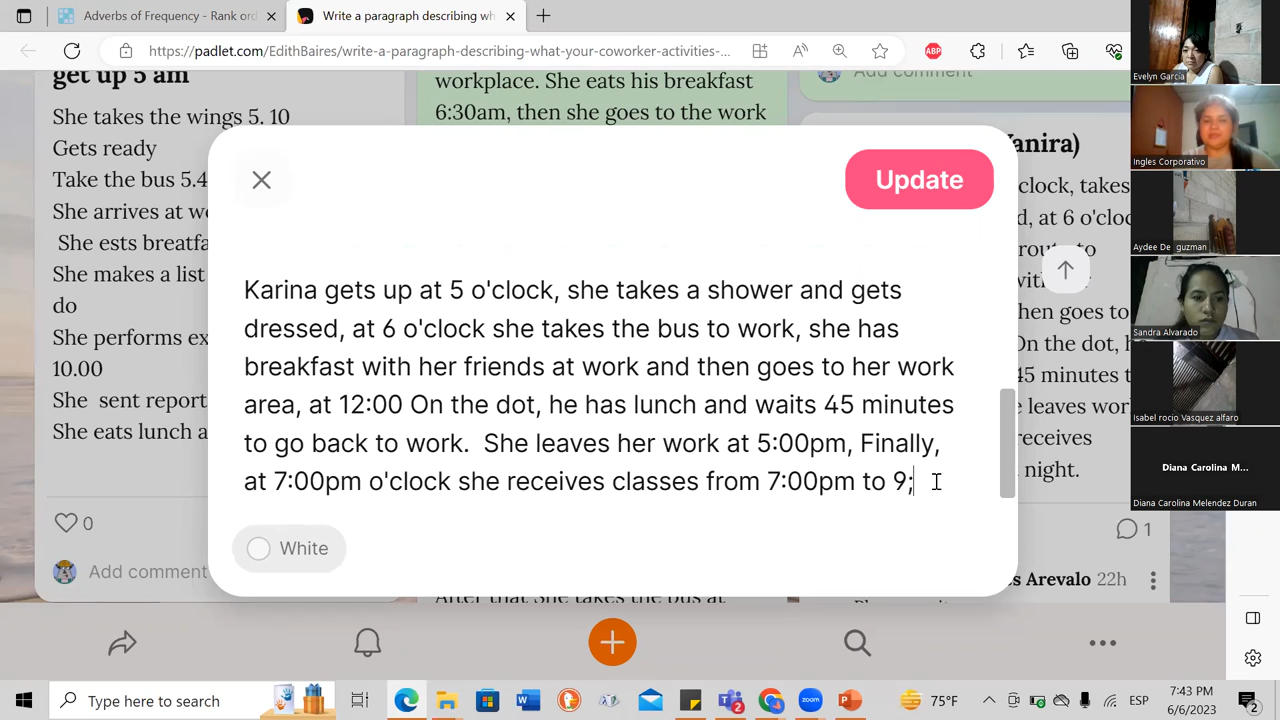 Adverbs of Frequency - Rank ord
Write a paragraph describing wh
https://padlet.com/EdithBaires/write-a-paragraph-describing-what-your-coworker-activities-...
ABP
get up 5 am
She takes the wings 5. 10
Gets ready
Take the bus 5.4
She arrives at w
She ests breatfa
She makes a list
do
She performs ex
10.00
She sent report
She eats lunch a
0
Add comment
workplace. She eats his breakfast
6:30am, then she goes to the work
After that She takes the bus at
Add comment
Yanira)
clock, takes
ed, at 6 o'cloc
route to
with
hen goes to
On the dot, h
45 minutes t
e leaves wor
receives
night.
1
s Arevalo 22h
Update
Karina gets up at 5 o'clock, she takes a shower and gets
dressed, at 6 o'clock she takes the bus to work, she has
breakfast with her friends at work and then goes to her work
area, at 12:00 On the dot, he has lunch and waits 45 minutes
to go back to work. She leaves her work at 5:00pm, Finally,
at 7:00pm o'clock she receives classes from 7:00pm to 9;
White
Evelyn Garcia
Ingles Corporativo
Aydee De guzman
Sandra Alvarado
Isabel rocio Vasquez alfaro
Diana Carolina M...
Diana Carolina Melendez Duran
Type here to search
2
zoom
75°F
ESP
7:43 PM
6/6/2023
2